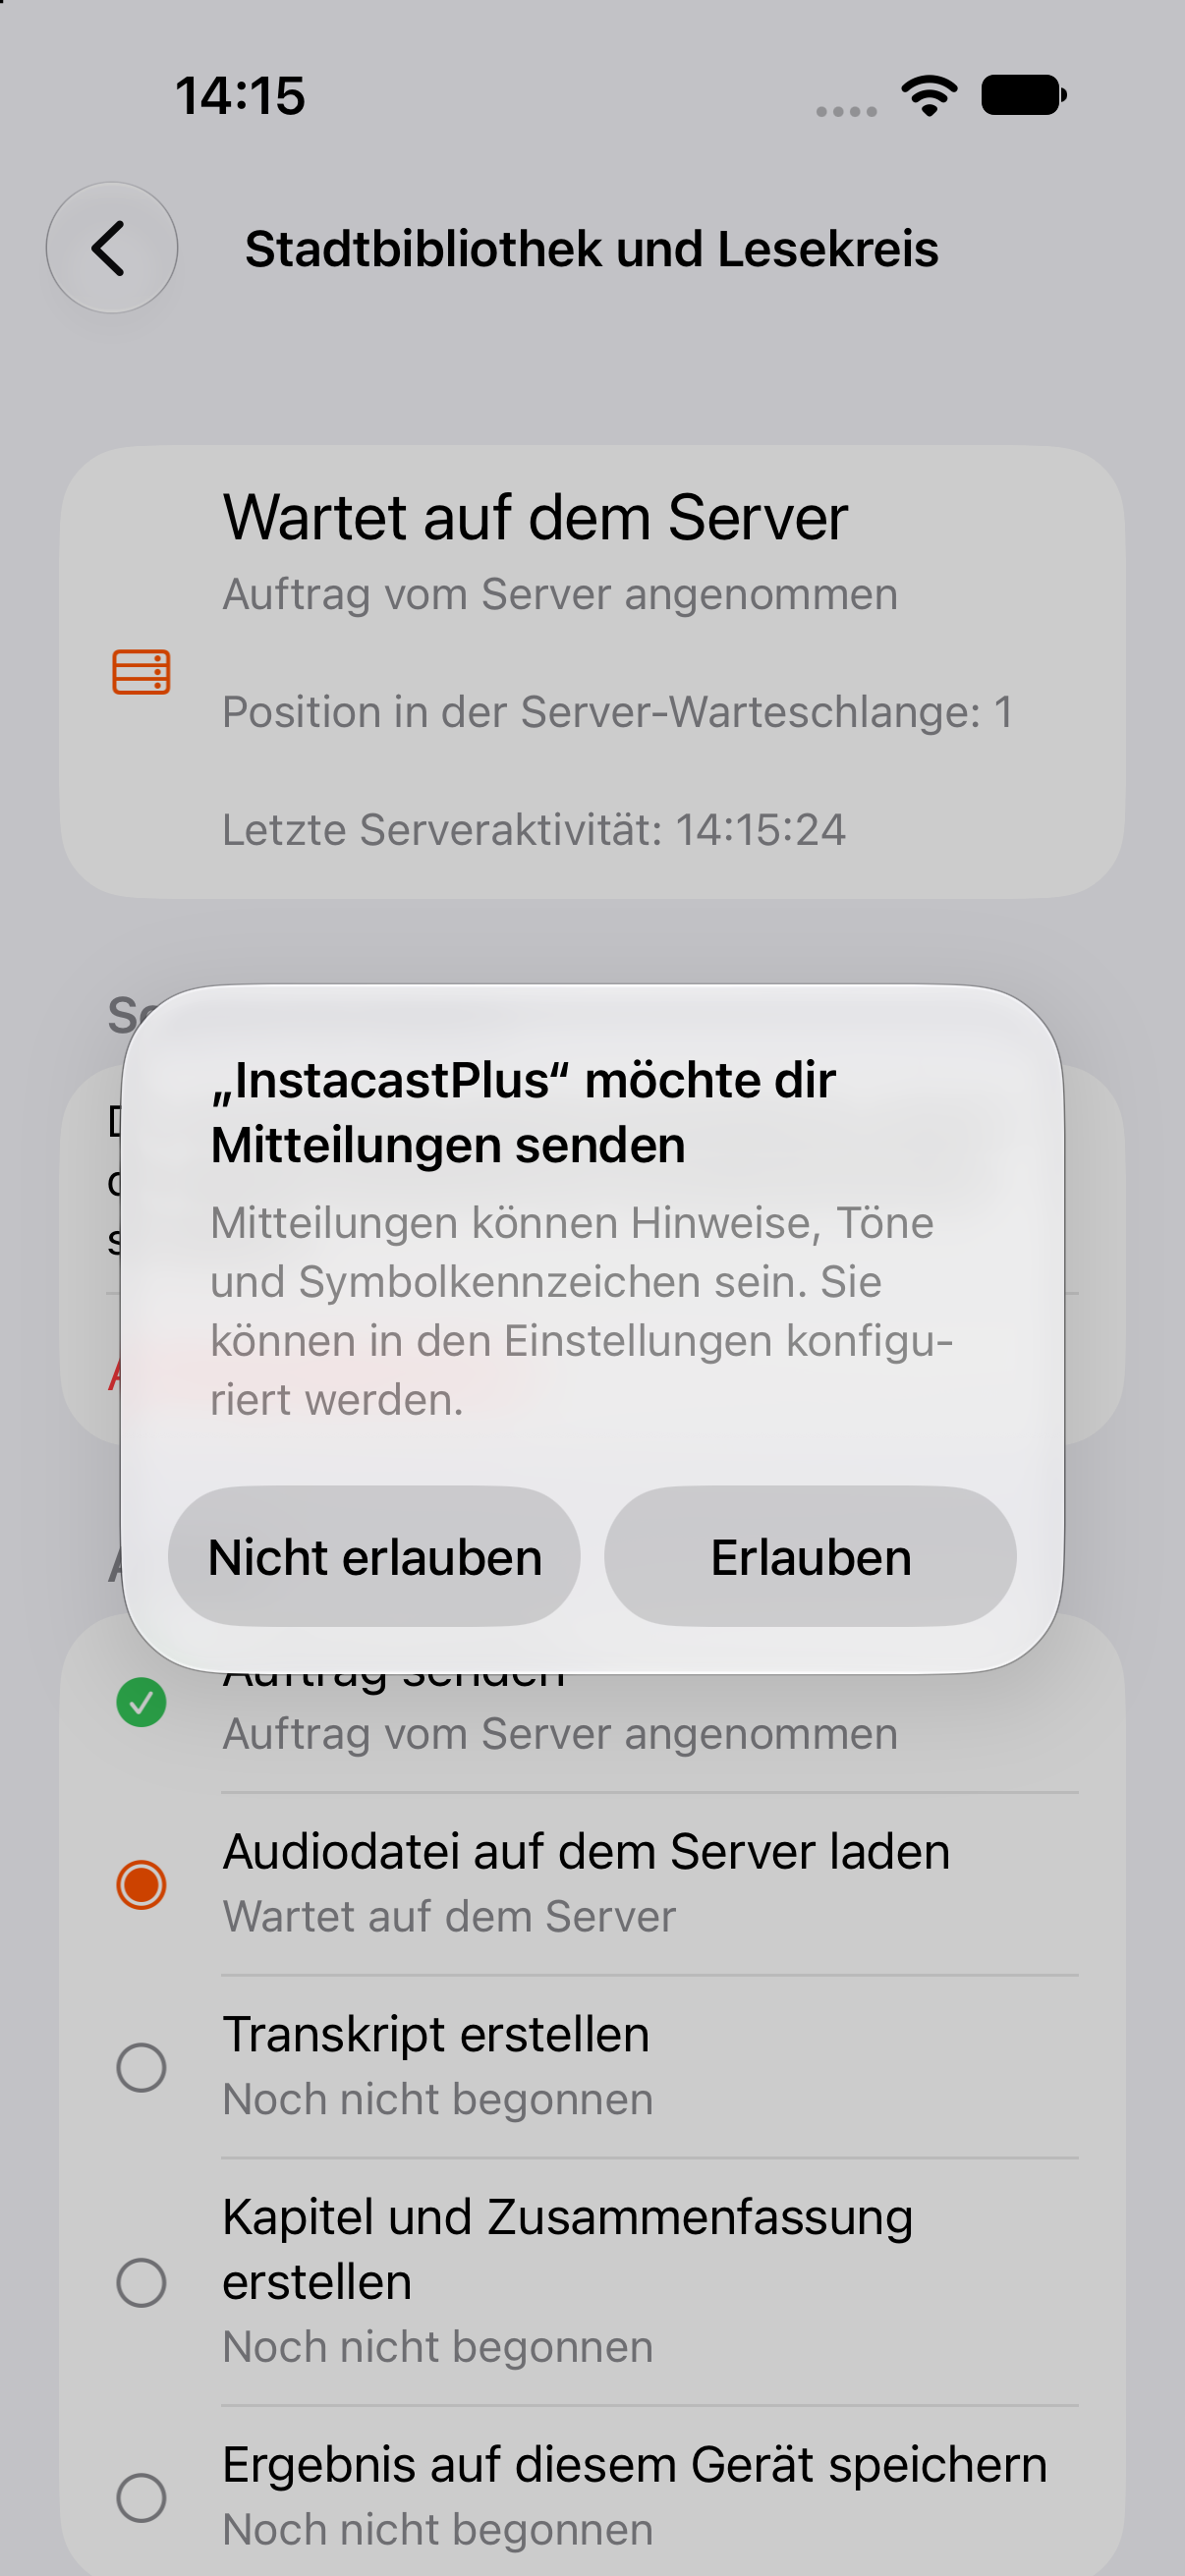 14:15
Stadtbibliothek und Lesekreis
Wartet auf dem Server
Auftrag vom Server angenommen
Position in der Server-Warteschlange: 1
Letzte Serveraktivität: 14:15:24
„InstacastPlus“ möchte dir
Mitteilungen senden
Mitteilungen können Hinweise, Töne
und Symbolkennzeichen sein. Sie
können in den Einstellungen konfigu-
riert werden.
Nicht erlauben
Erlauben
Auftrag senden
Auftrag vom Server angenommen
Audiodatei auf dem Server laden
Wartet auf dem Server
Transkript erstellen
Noch nicht begonnen
Kapitel und Zusammenfassung
erstellen
Noch nicht begonnen
Ergebnis auf diesem Gerät speichern
Noch nicht begonnen